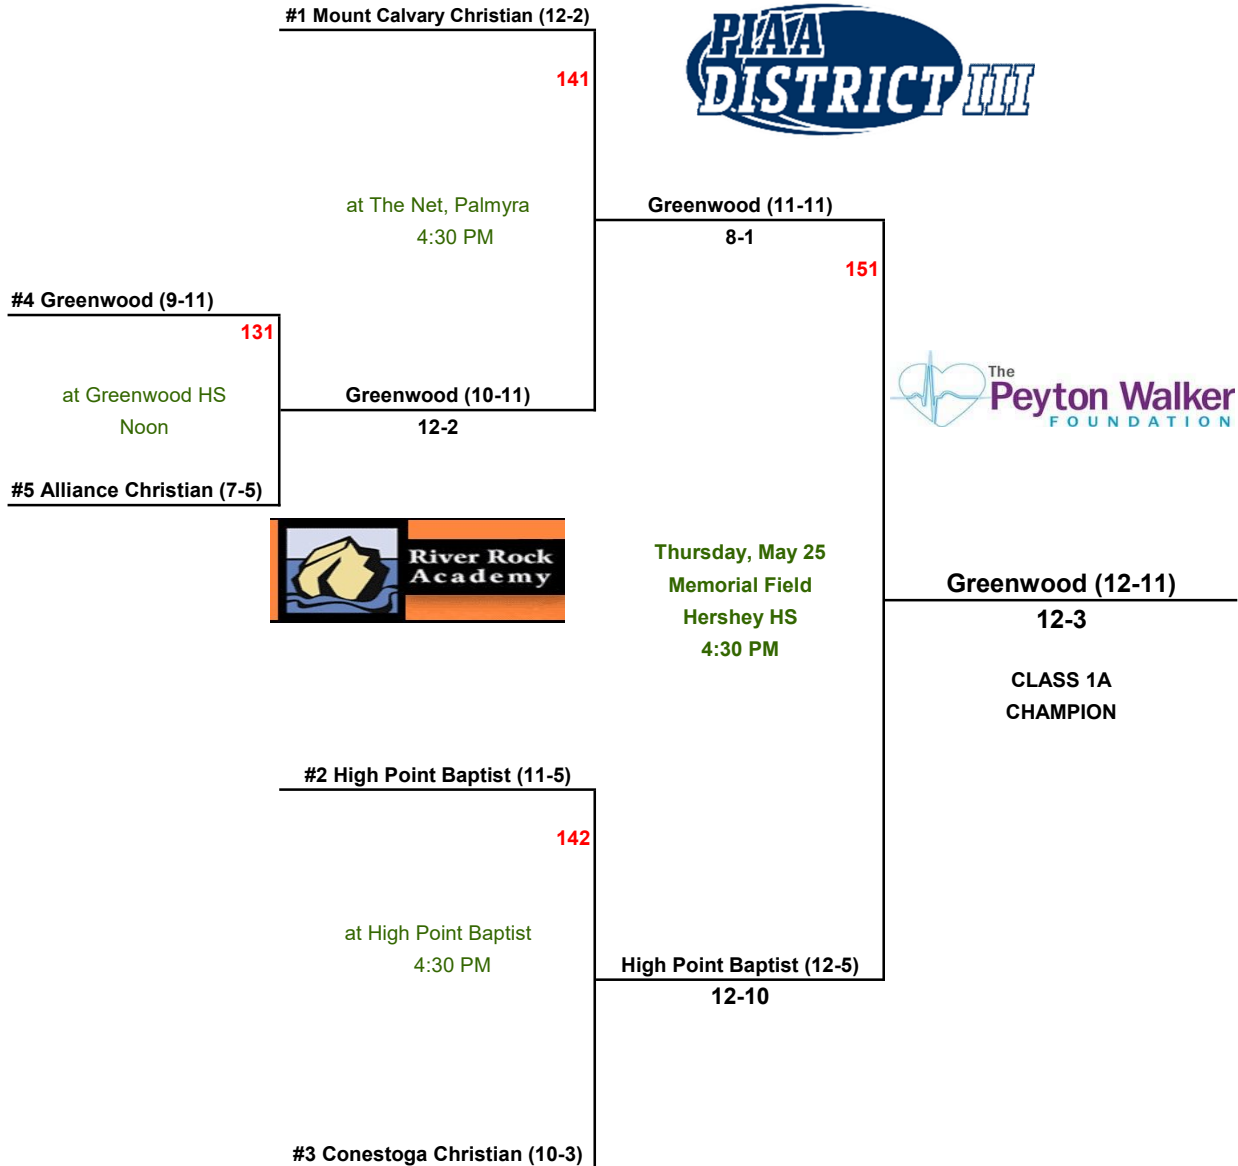 #1 Mount Calvary Christian (12-2)
PIAA
DISTRICT III
141
at The Net, Palmyra
4:30 PM
Greenwood (11-11)
8-1
151
#4 Greenwood (9-11)
131
at Greenwood HS
Noon
Greenwood (10-11)
12-2
The
Peyton Walker
FOUNDATION
#5 Alliance Christian (7-5)
River Rock
Academy
Thursday, May 25
Memorial Field
Hershey HS
4:30 PM
Greenwood (12-11)
12-3
CLASS 1A
CHAMPION
#2 High Point Baptist (11-5)
142
at High Point Baptist
4:30 PM
High Point Baptist (12-5)
12-10
#3 Conestoga Christian (10-3)